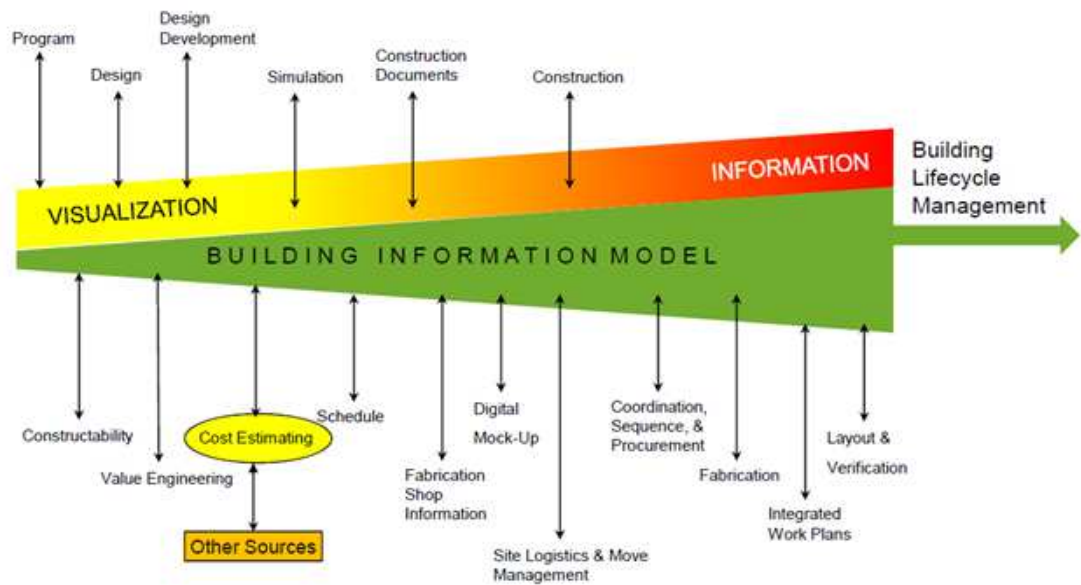 Program
Design
Design
Development
Simulation
Construction
Documents
Construction
VISUALIZATION
INFORMATION
BUILDING INFORMATION MODEL
Building
Lifecycle
Management
Constructability
Value Engineering
Cost Estimating
Other Sources
Schedule
Fabrication
Shop
Information
Digital
Mock-Up
Site Logistics & Move
Management
Coordination,
Sequence, &
Procurement
Fabrication
Integrated
Work Plans
Layout &
Verification